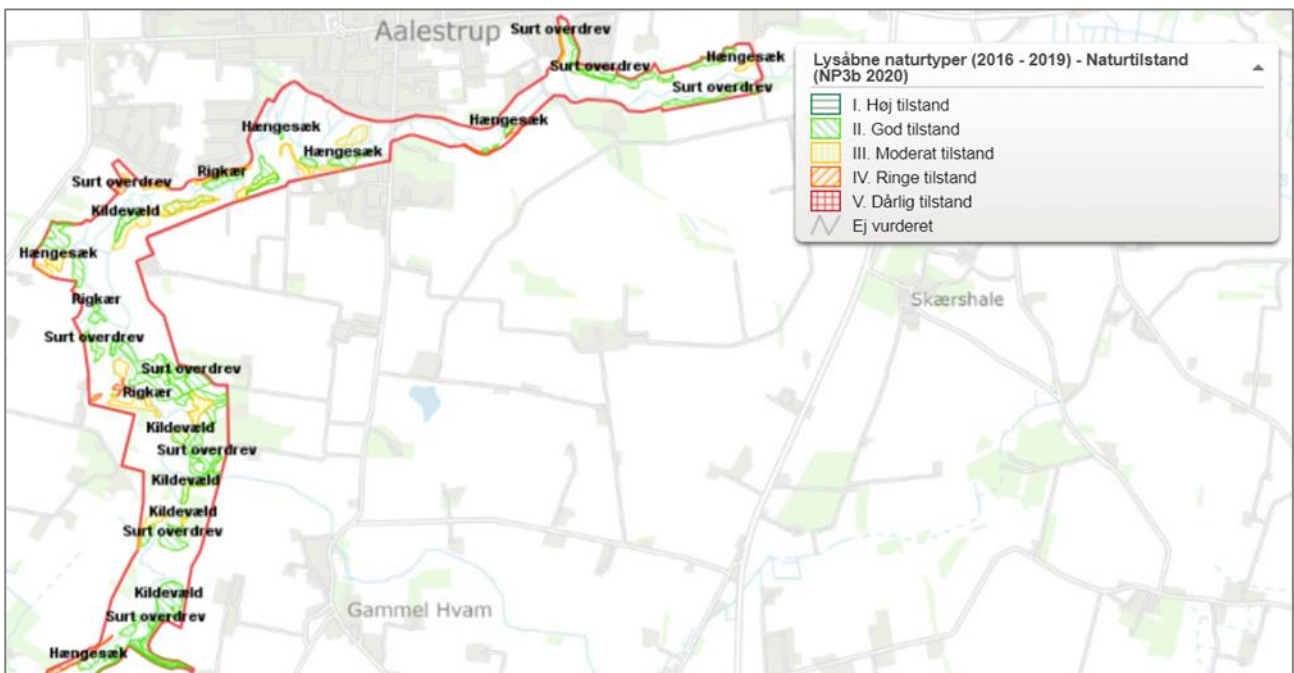 Aalestrup
Surt overdrev
Surt overdrev
Hængesæk
Surt overdrev
Hængesæk
Hængesæk
Hængesæk
Rigkær
Surt overdrev
Kildevæld
Hængesæk
Rigkær
Surt overdrev
Surt overdrev
Rigkær
Kildevæld
Surt overdrev
Kildevæld
Kildevæld
Surt overdrev
Kildevæld
Surt overdrev
Hængesæk
Gammel Hvam
Skærshale
Lysåbne naturtyper (2016 - 2019) - Naturtilstand
(NP3b 2020)
I. Høj tilstand
II. God tilstand
III. Moderat tilstand
IV. Ringe tilstand
V. Dårlig tilstand
Ej vurderet